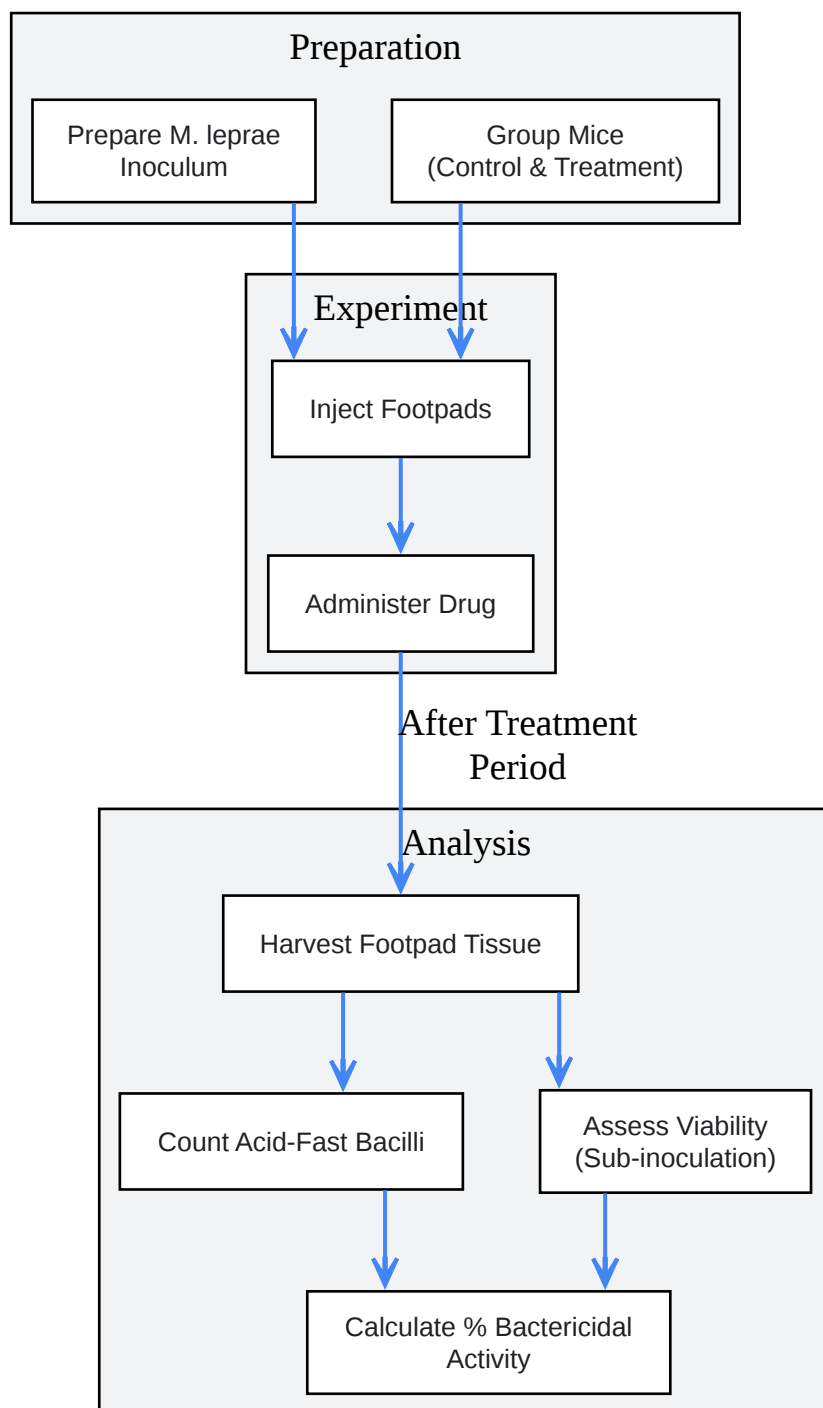 Preparation
Prepare M. leprae
Inoculum
Group Mice
(Control & Treatment)
Experiment
Inject Footpads
Administer Drug
After Treatment
Period
Analysis
Harvest Footpad Tissue
Count Acid-Fast Bacilli
Assess Viability
(Sub-inoculation)
Calculate % Bactericidal
Activity